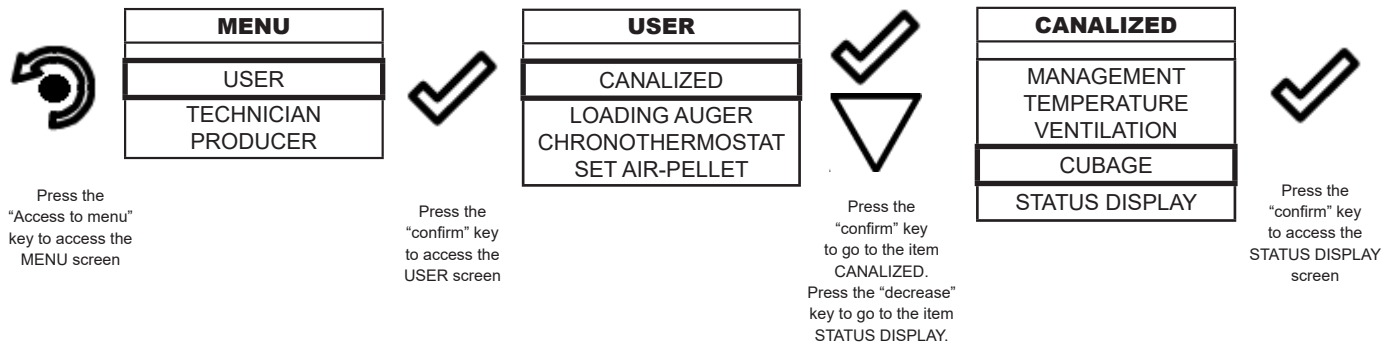 MENU
USER
TECHNICIAN
PRODUCER
Press the
“Access to menu”
key to access the
MENU screen
Press the
“confirm” key
to access the
USER screen
USER
CANALIZED
LOADING AUGER
CHRONOTHERMOSTAT
SET AIR-PELLET
Press the
“confirm” key
to go to the item
CANALIZED.
Press the “decrease”
key to go to the item
STATUS DISPLAY.
CANALIZED
MANAGEMENT
TEMPERATURE
VENTILATION
CUBAGE
STATUS DISPLAY
Press the
“confirm” key
to access the
STATUS DISPLAY
screen